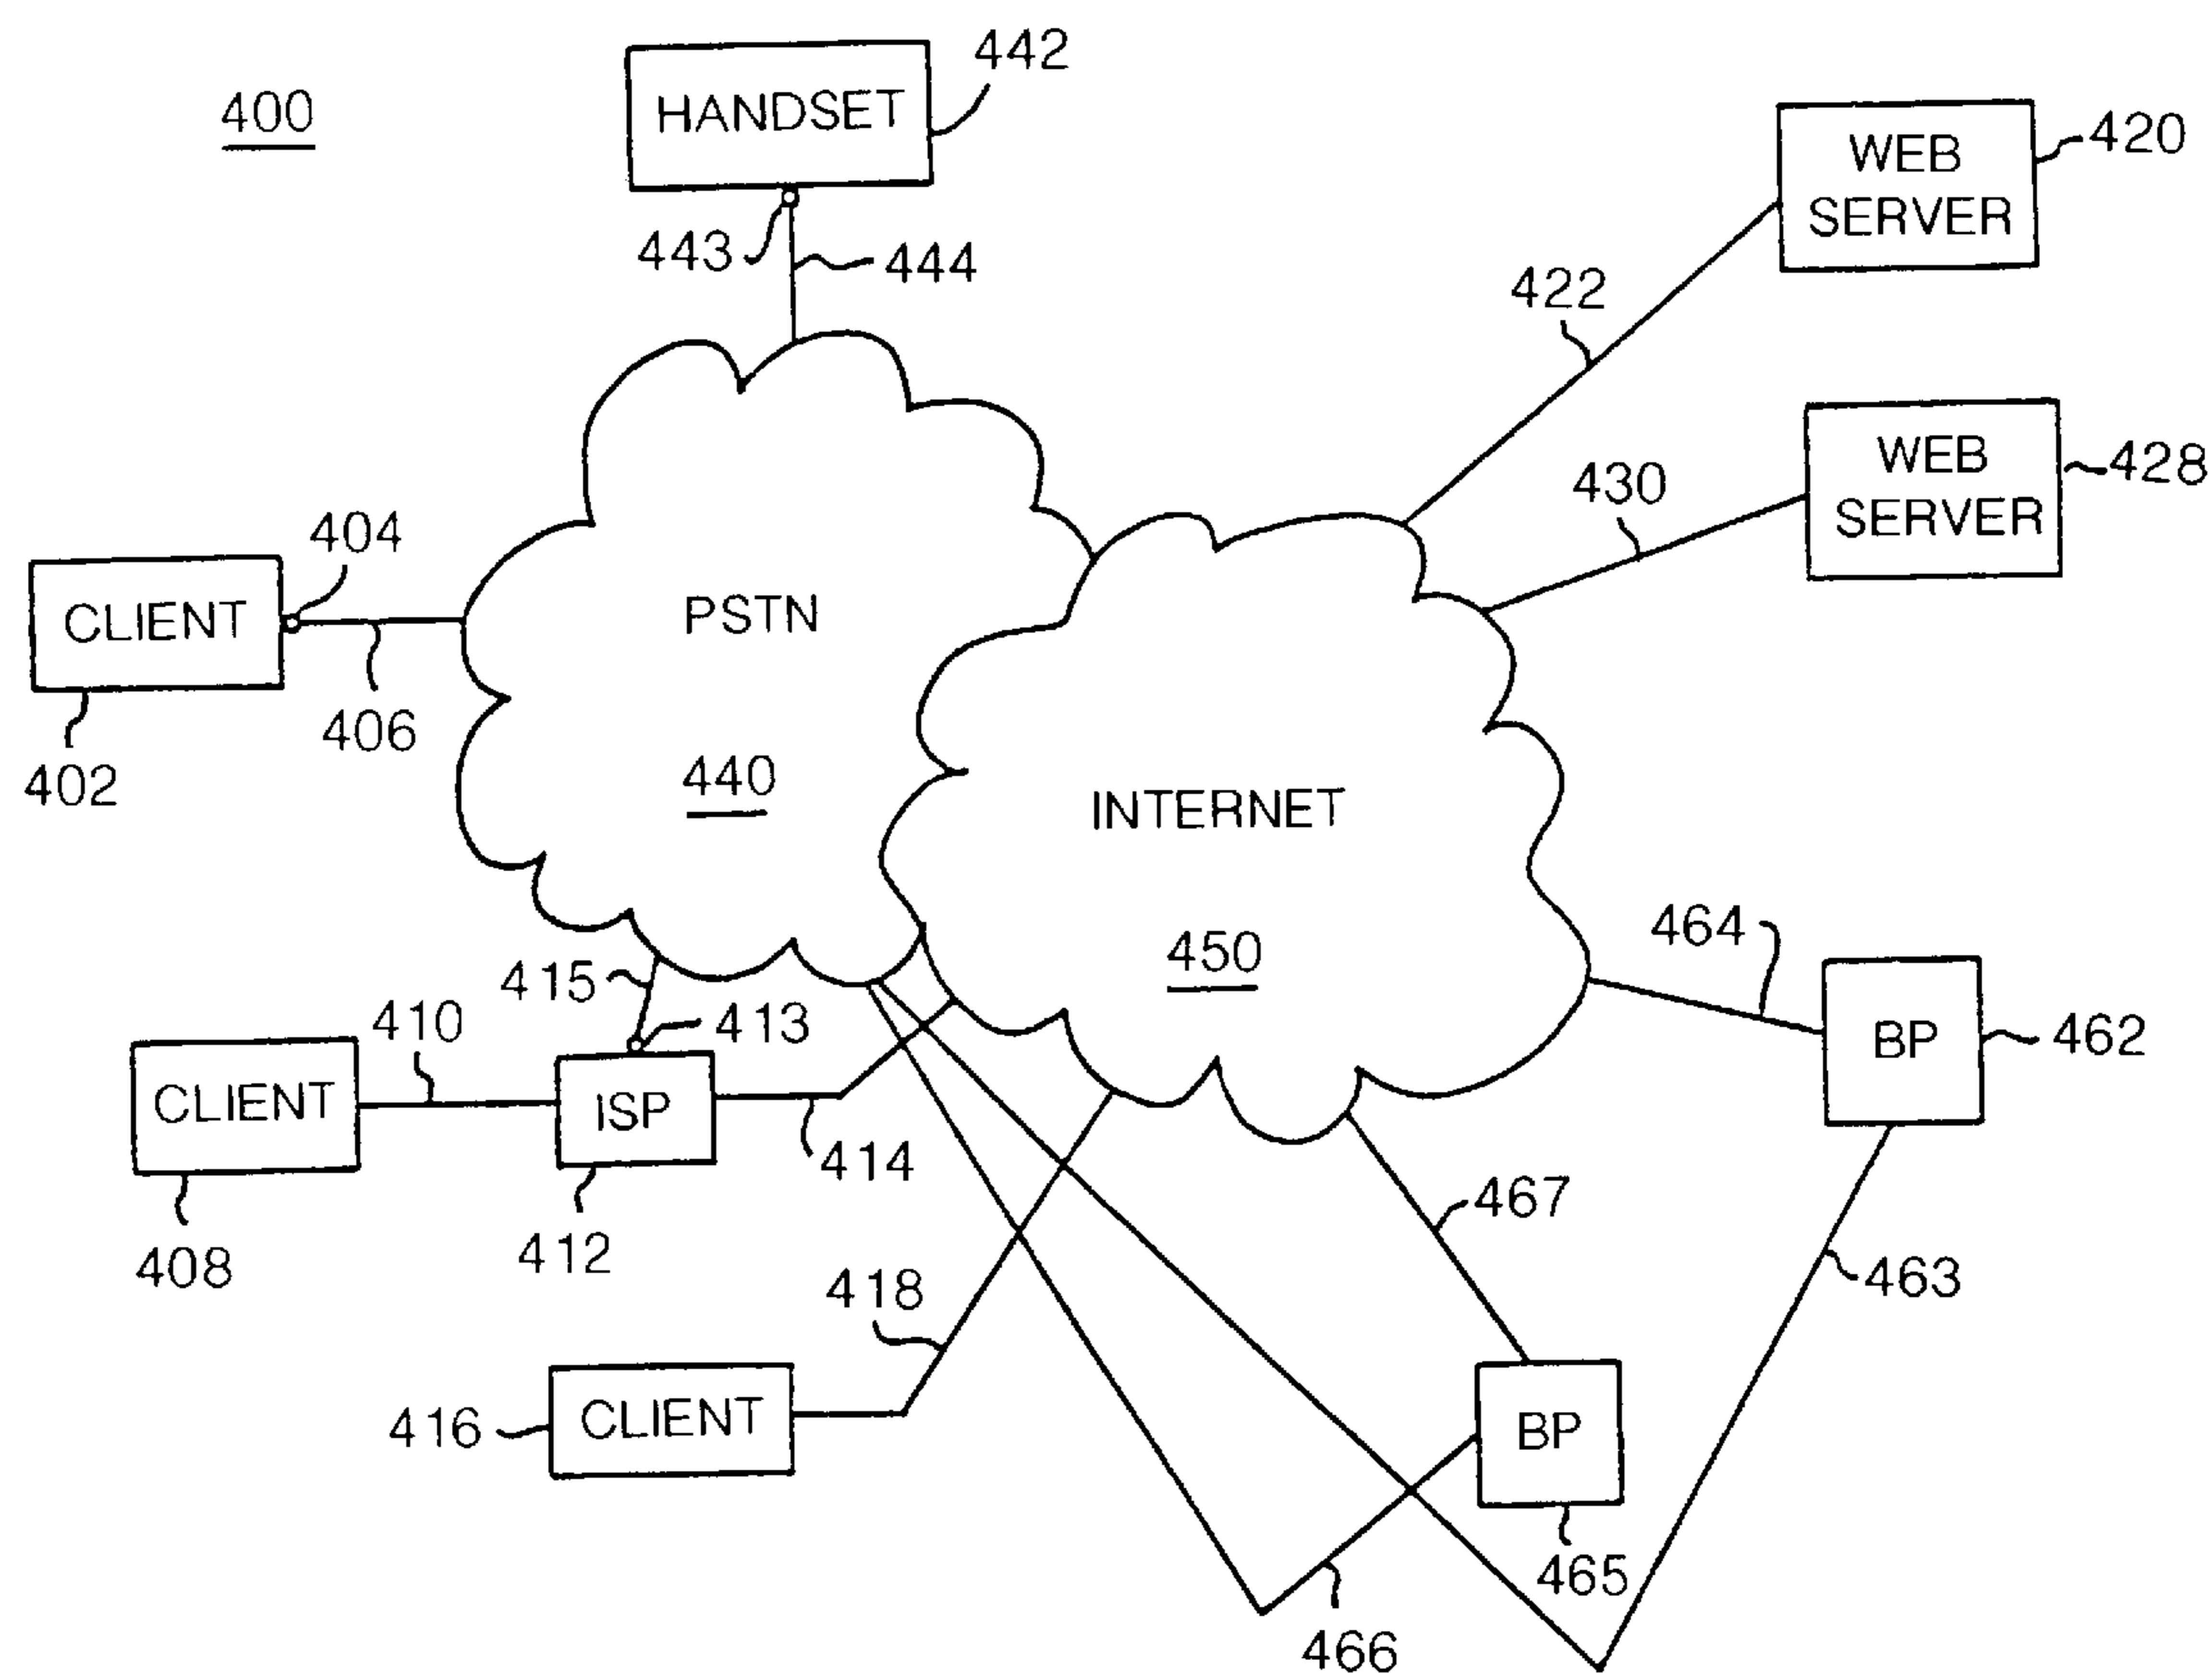 442
HANDSET
400
420
WEB
SERVER
443
444
422
WEB
SERVER
428
430
404
CLIENT
PSTN
406
402
440
INTERNET
464
450
415
410
413
462
BP
CLIENT
ISP
414
467
408
412
463
418
416
CLIENT
BP
465
466